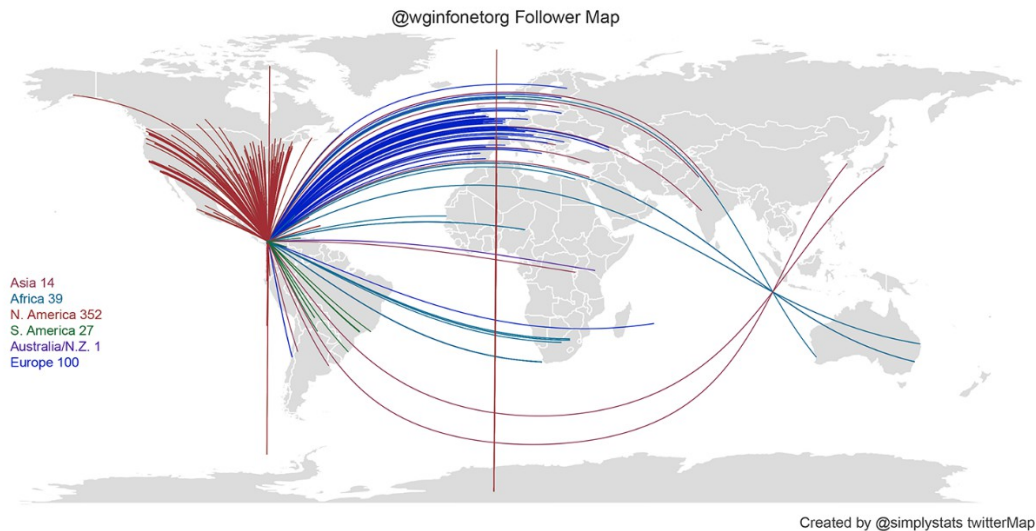 @wginfonetorg Follower Map
Asia 14
Africa 39
N. America 352
S. America 27
Australia/N.Z. 1
Europe 100
Created by @simplystats twitterMap